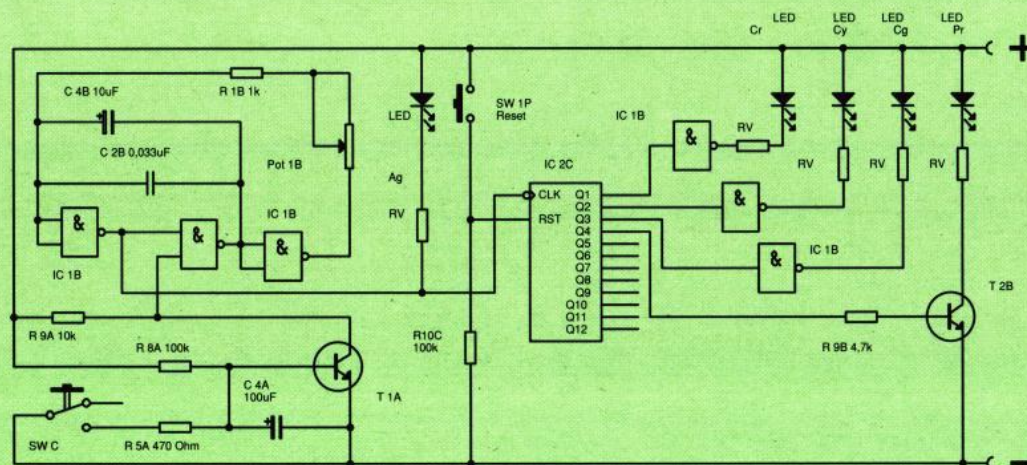 LED
LED
LED
LED
Cr
Cy
Cg
Pr
+
C 4B 10uF
R 1B 1k
C 2B 0,033uF
Pot 1B
LED
SW 1P
Reset
IC 1B
RV
RV
RV
RV
Ag
RV
IC 2C
CLK
RST
Q1
Q2
Q3
Q4
Q5
Q6
Q7
Q8
Q9
Q10
Q11
Q12
&
&
&
&
&
&
IC 1B
IC 1B
IC 1B
T 2B
R 9A 10k
R 8A 100k
R10C
100k
R 9B 4,7k
C 4A
100uF
T 1A
SW C
R 5A 470 Ohm
-